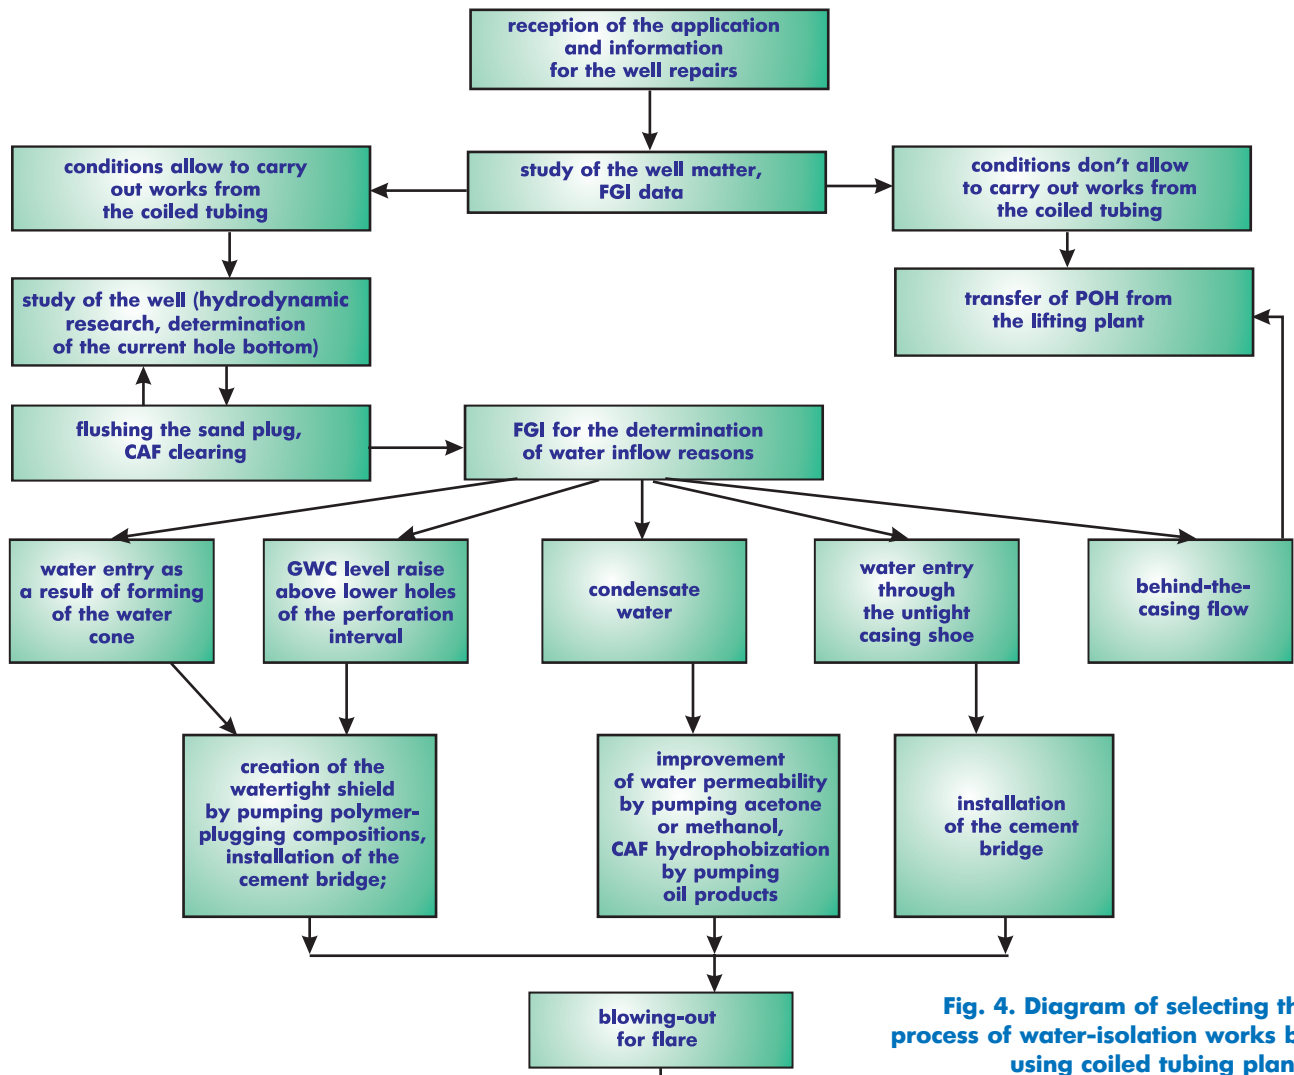 reception of the application
and information
for the well repairs
conditions allow to carry
out works from
the coiled tubing
study of the well matter,
FGI data
conditions don't allow
to carry out works from
the coiled tubing
study of the well (hydrodynamic
research, determination
of the current hole bottom)
transfer of POH from
the lifting plant
flushing the sand plug,
CAF clearing
FGI for the determination
of water inflow reasons
water entry as
a result of forming
of the water
cone
GWC level raise
above lower holes
of the perforation
interval
condensate
water
water entry
through
the untight
casing shoe
behind-the-
casing flow
creation of the
watertight shield
by pumping polymer-
plugging compositions,
installation of the
cement bridge;
improvement
of water permeability
by pumping acetone
or methanol,
CAF hydrophobization
by pumping
oil products
installation
of the cement
bridge
blowing-out
for flare
Fig. 4. Diagram of selecting th
process of water-isolation works b
using coiled tubing plan